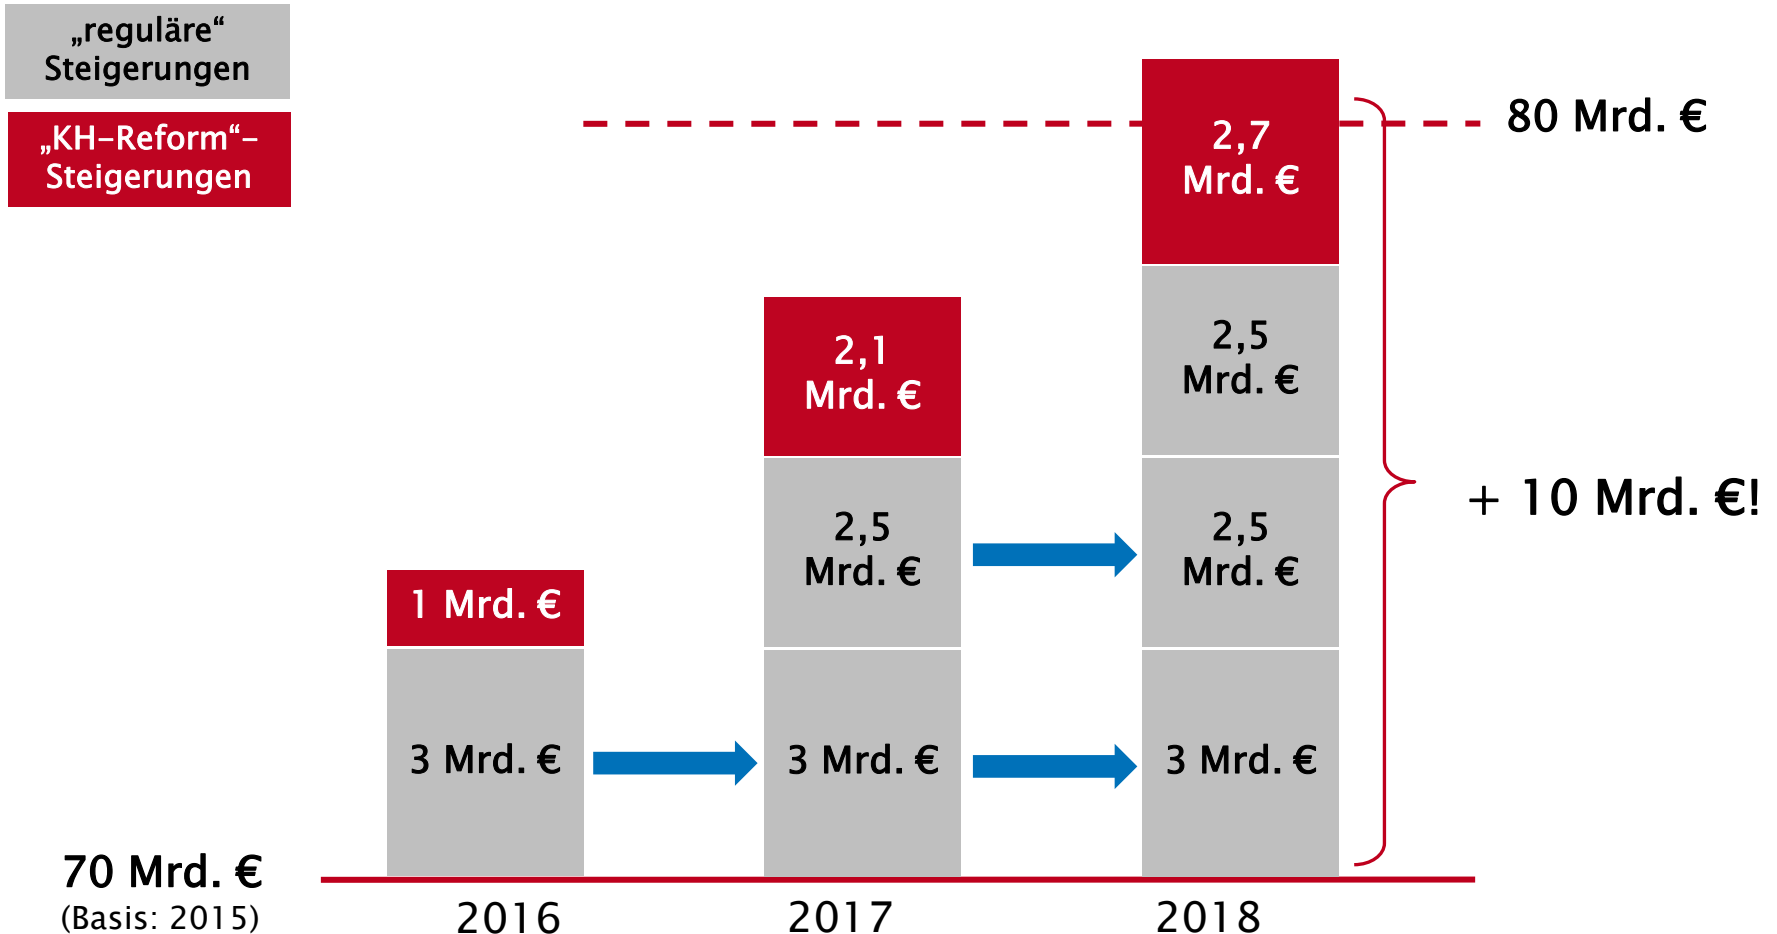 „reguläre“
Steigerungen
„KH-Reform“-
Steigerungen
80 Mrd. €
2,7
Mrd. €
2,1
Mrd. €
2,5
Mrd. €
+ 10 Mrd. €!
2,5
Mrd. €
2,5
Mrd. €
1 Mrd. €
3 Mrd. €
3 Mrd. €
3 Mrd. €
70 Mrd. €
(Basis: 2015)
2016
2017
2018